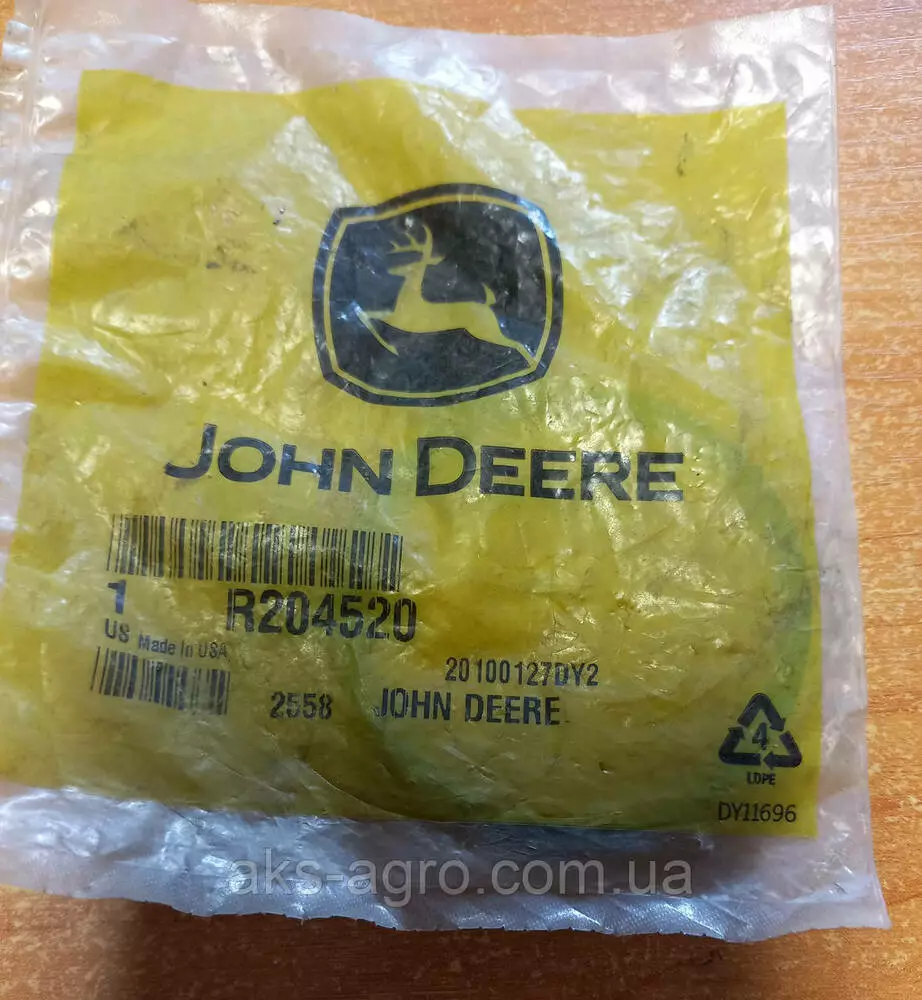 JOHN DEERE
1 R204520
US Made In USA
20100127DY2
2558 JOHN DEERE
4
LDPE
DY11696
aks-agro.com.ua